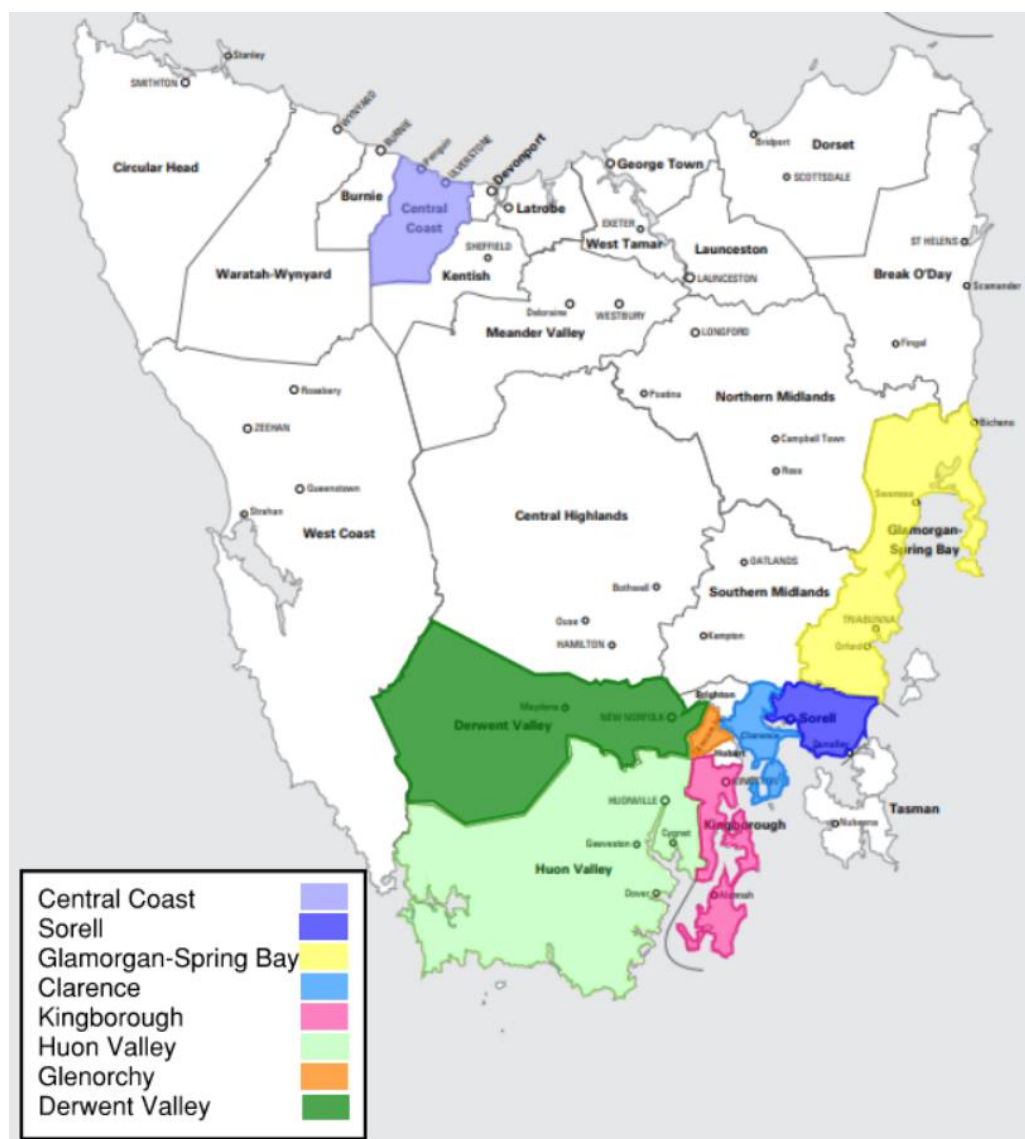 Stanley
SMITHTON
WYNYARD
BURNIE
Penguin
ULVERSTONE
Devonport
George Town
Bridport
Dorset
SCOTTSDALE
Circular Head
Burnie
Central
Coast
Latrobe
EXETER
West Tamar
Launceston
ST HELENS
SHEFFIELD
Kentish
Waratah-Wynyard
LAUNCESTON
Break O'Day
Scamander
Deloraine
WESTBURY
Meander Valley
LONGFORD
Fingal
Rosebery
Poatina
Northern Midlands
ZEEHAN
Campbell Town
Bicheno
Ross
Queenstown
Swansea
Strahan
West Coast
Central Highlands
Glamorgan-
Spring Bay
OATLANDS
Bothwell
Southern Midlands
Ouse
HAMILTON
Kempton
TRIABUNNA
Orford
Brighton
Maydena
NEW NORFOLK
Derwent Valley
Sorell
Clarence
Dunalley
Hobart
KINGSTON
HUONVILLE
Kingborough
Tasman
Nubeena
Geeveston
Cygnet
Huon Valley
Dover
Alonnah
Central Coast
Sorell
Glamorgan-Spring Bay
Clarence
Kingborough
Huon Valley
Glenorchy
Derwent Valley